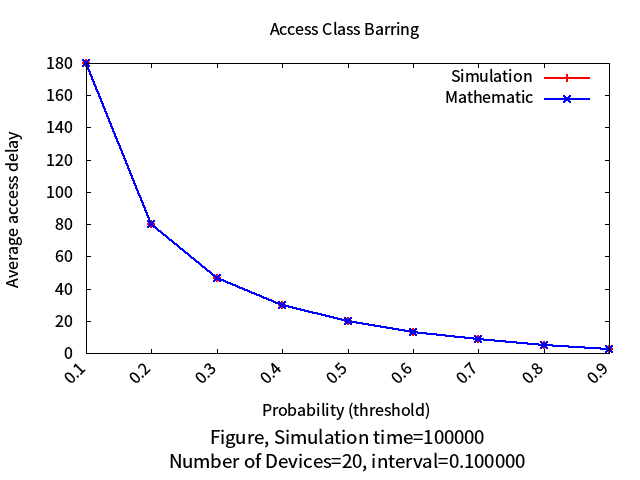 Access Class Barring
Simulation
Mathematic
Average access delay
180
160
140
120
100
80
60
40
20
0
0.1
0.2
0.3
0.4
0.5
0.6
0.7
0.8
0.9
Probability (threshold)
Figure, Simulation time=100000
Number of Devices=20, interval=0.100000